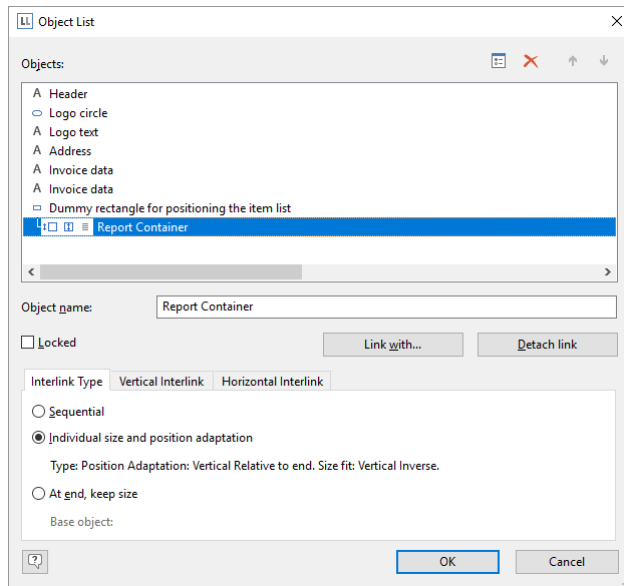 LL Object List
Objects:
A Header
Logo circle
A Logo text
A Address
A Invoice data
A Invoice data
Dummy rectangle for positioning the item list
Report Container
Object name: Report Container
Locked Link with... Detach link
Interlink Type Vertical Interlink Horizontal Interlink
Sequential
Individual size and position adaptation
Type: Position Adaptation: Vertical Relative to end. Size fit: Vertical Inverse.
At end, keep size
Base object:
? OK Cancel